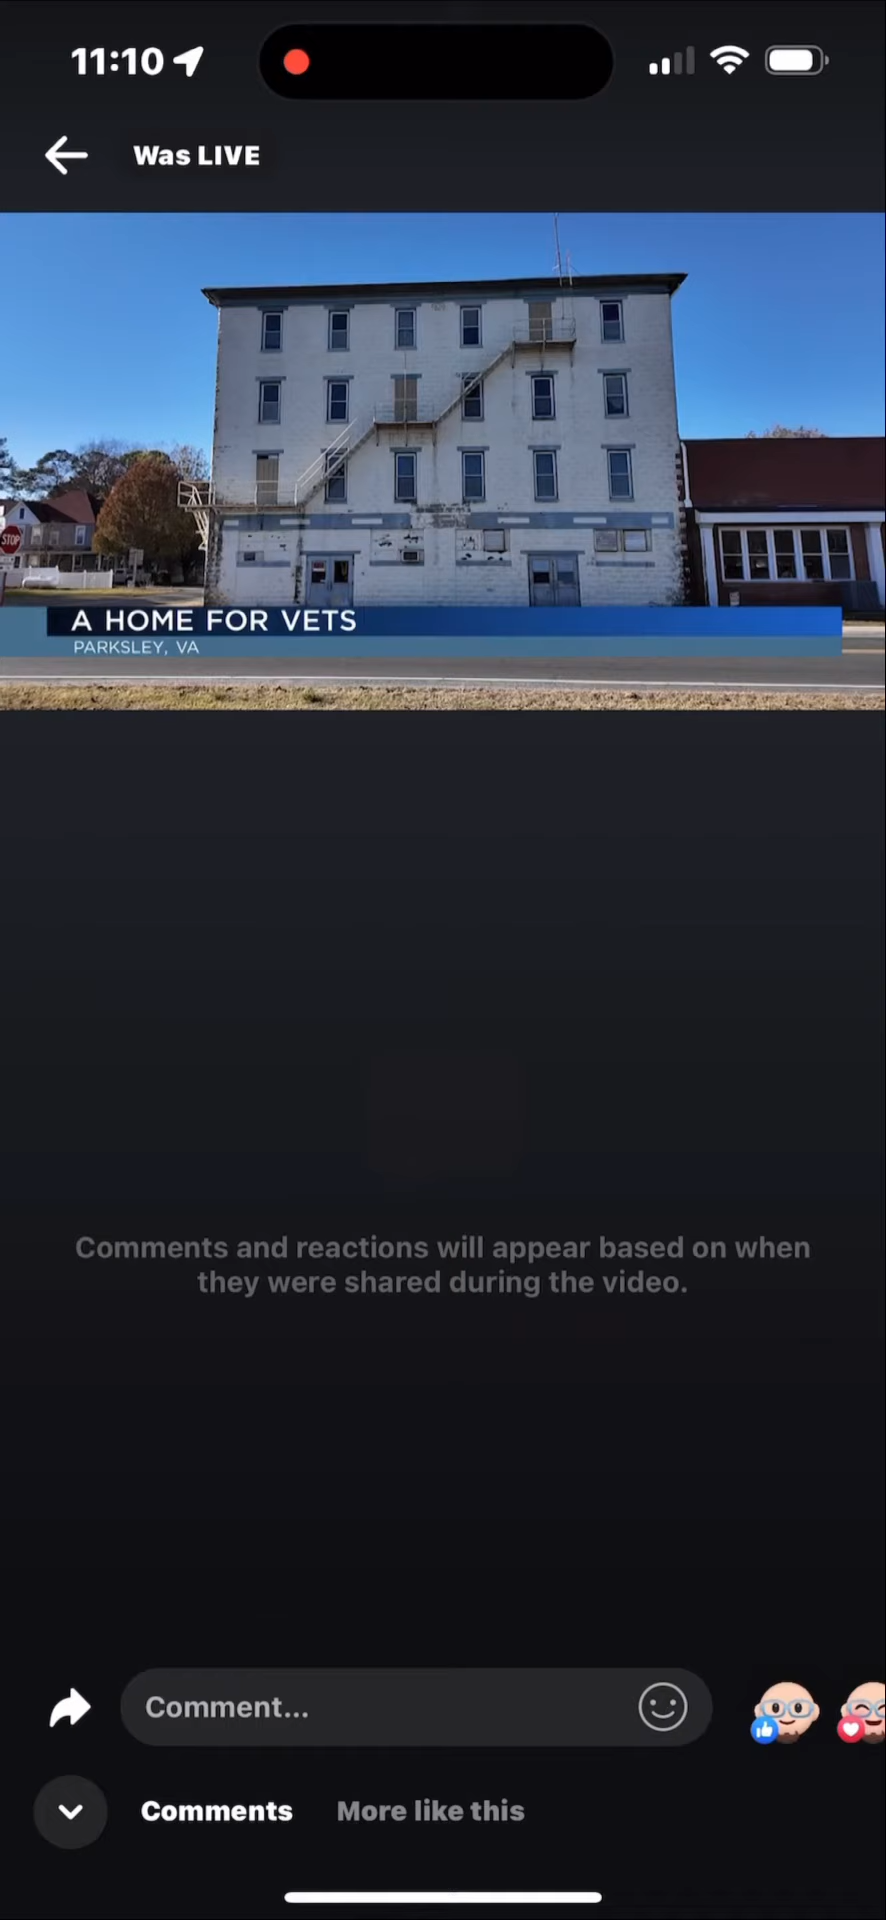 11:10
Was LIVE
STOP
A HOME FOR VETS
PARKSLEY, VA
Comments and reactions will appear based on when
they were shared during the video.
Comment...
Comments
More like this